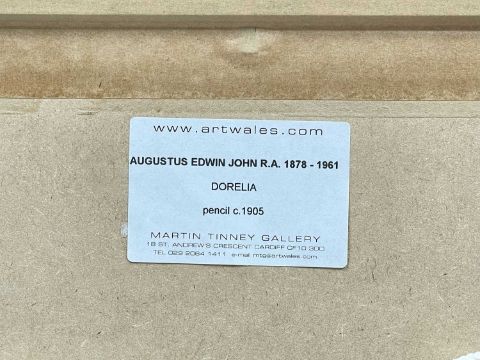 www.artwales.com
AUGUSTUS EDWIN JOHN R.A. 1878 - 1961
DORELIA
pencil c.1905
MARTIN TINNEY GALLERY
18 ST. ANDREW'S CRESCENT CARDIFF CF10 3DD
TEL 029 2064 1411 e-mail mtg@artwales.com